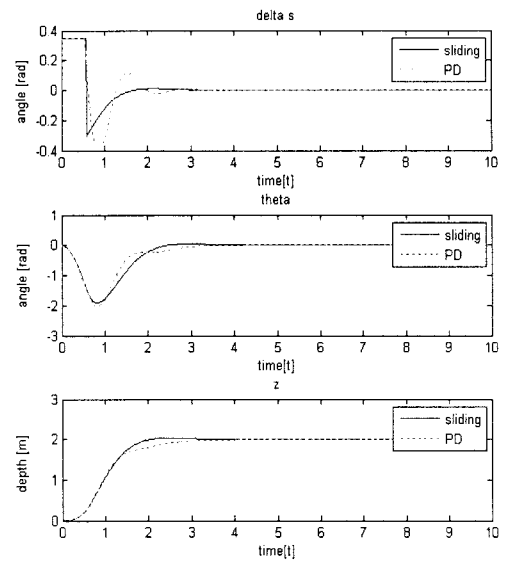 delta s
angle [rad]
0.4
0.2
0
-0.2
-0.4
sliding
PD
0 1 2 3 4 5 6 7 8 9 10
time[t]
theta
angle [rad]
1
0
-1
-2
-3
sliding
PD
0 1 2 3 4 5 6 7 8 9 10
time[t]
z
depth [m]
3
2
1
0
sliding
PD
0 1 2 3 4 5 6 7 8 9 10
time[t]